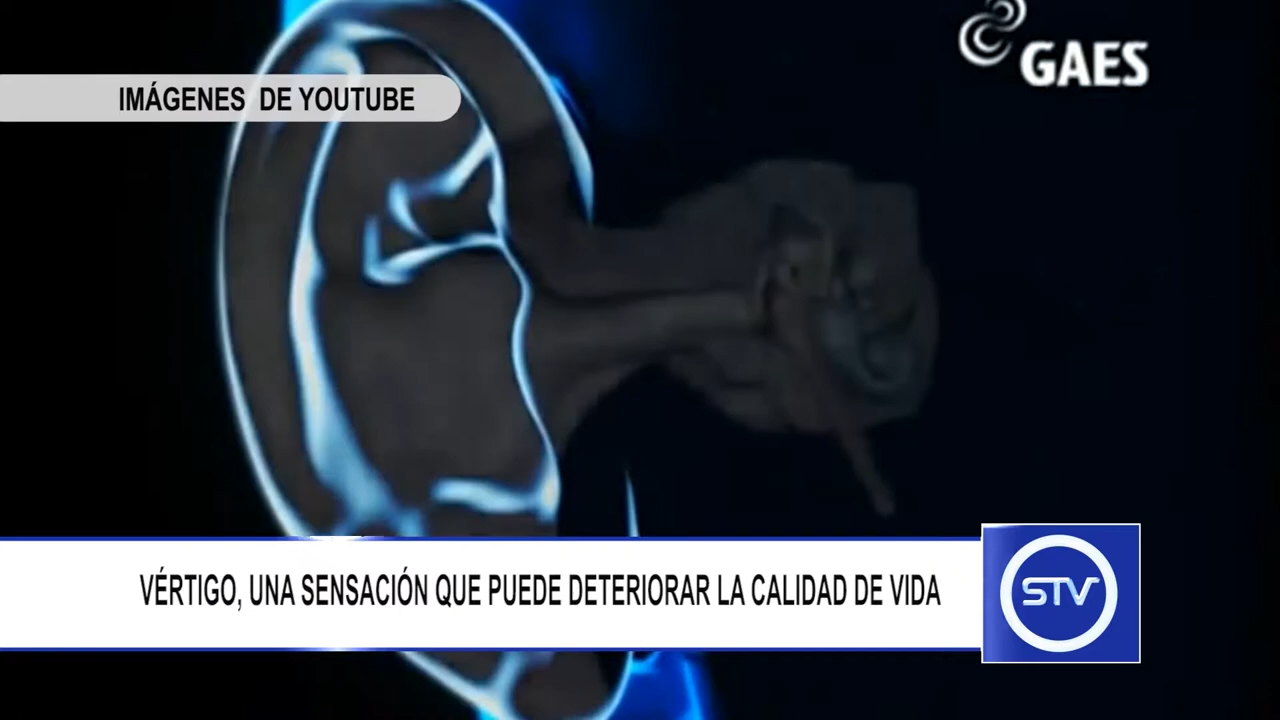 GAES
IMÁGENES DE YOUTUBE
VÉRTIGO, UNA SENSACIÓN QUE PUEDE DETERIORAR LA CALIDAD DE VIDA
STV